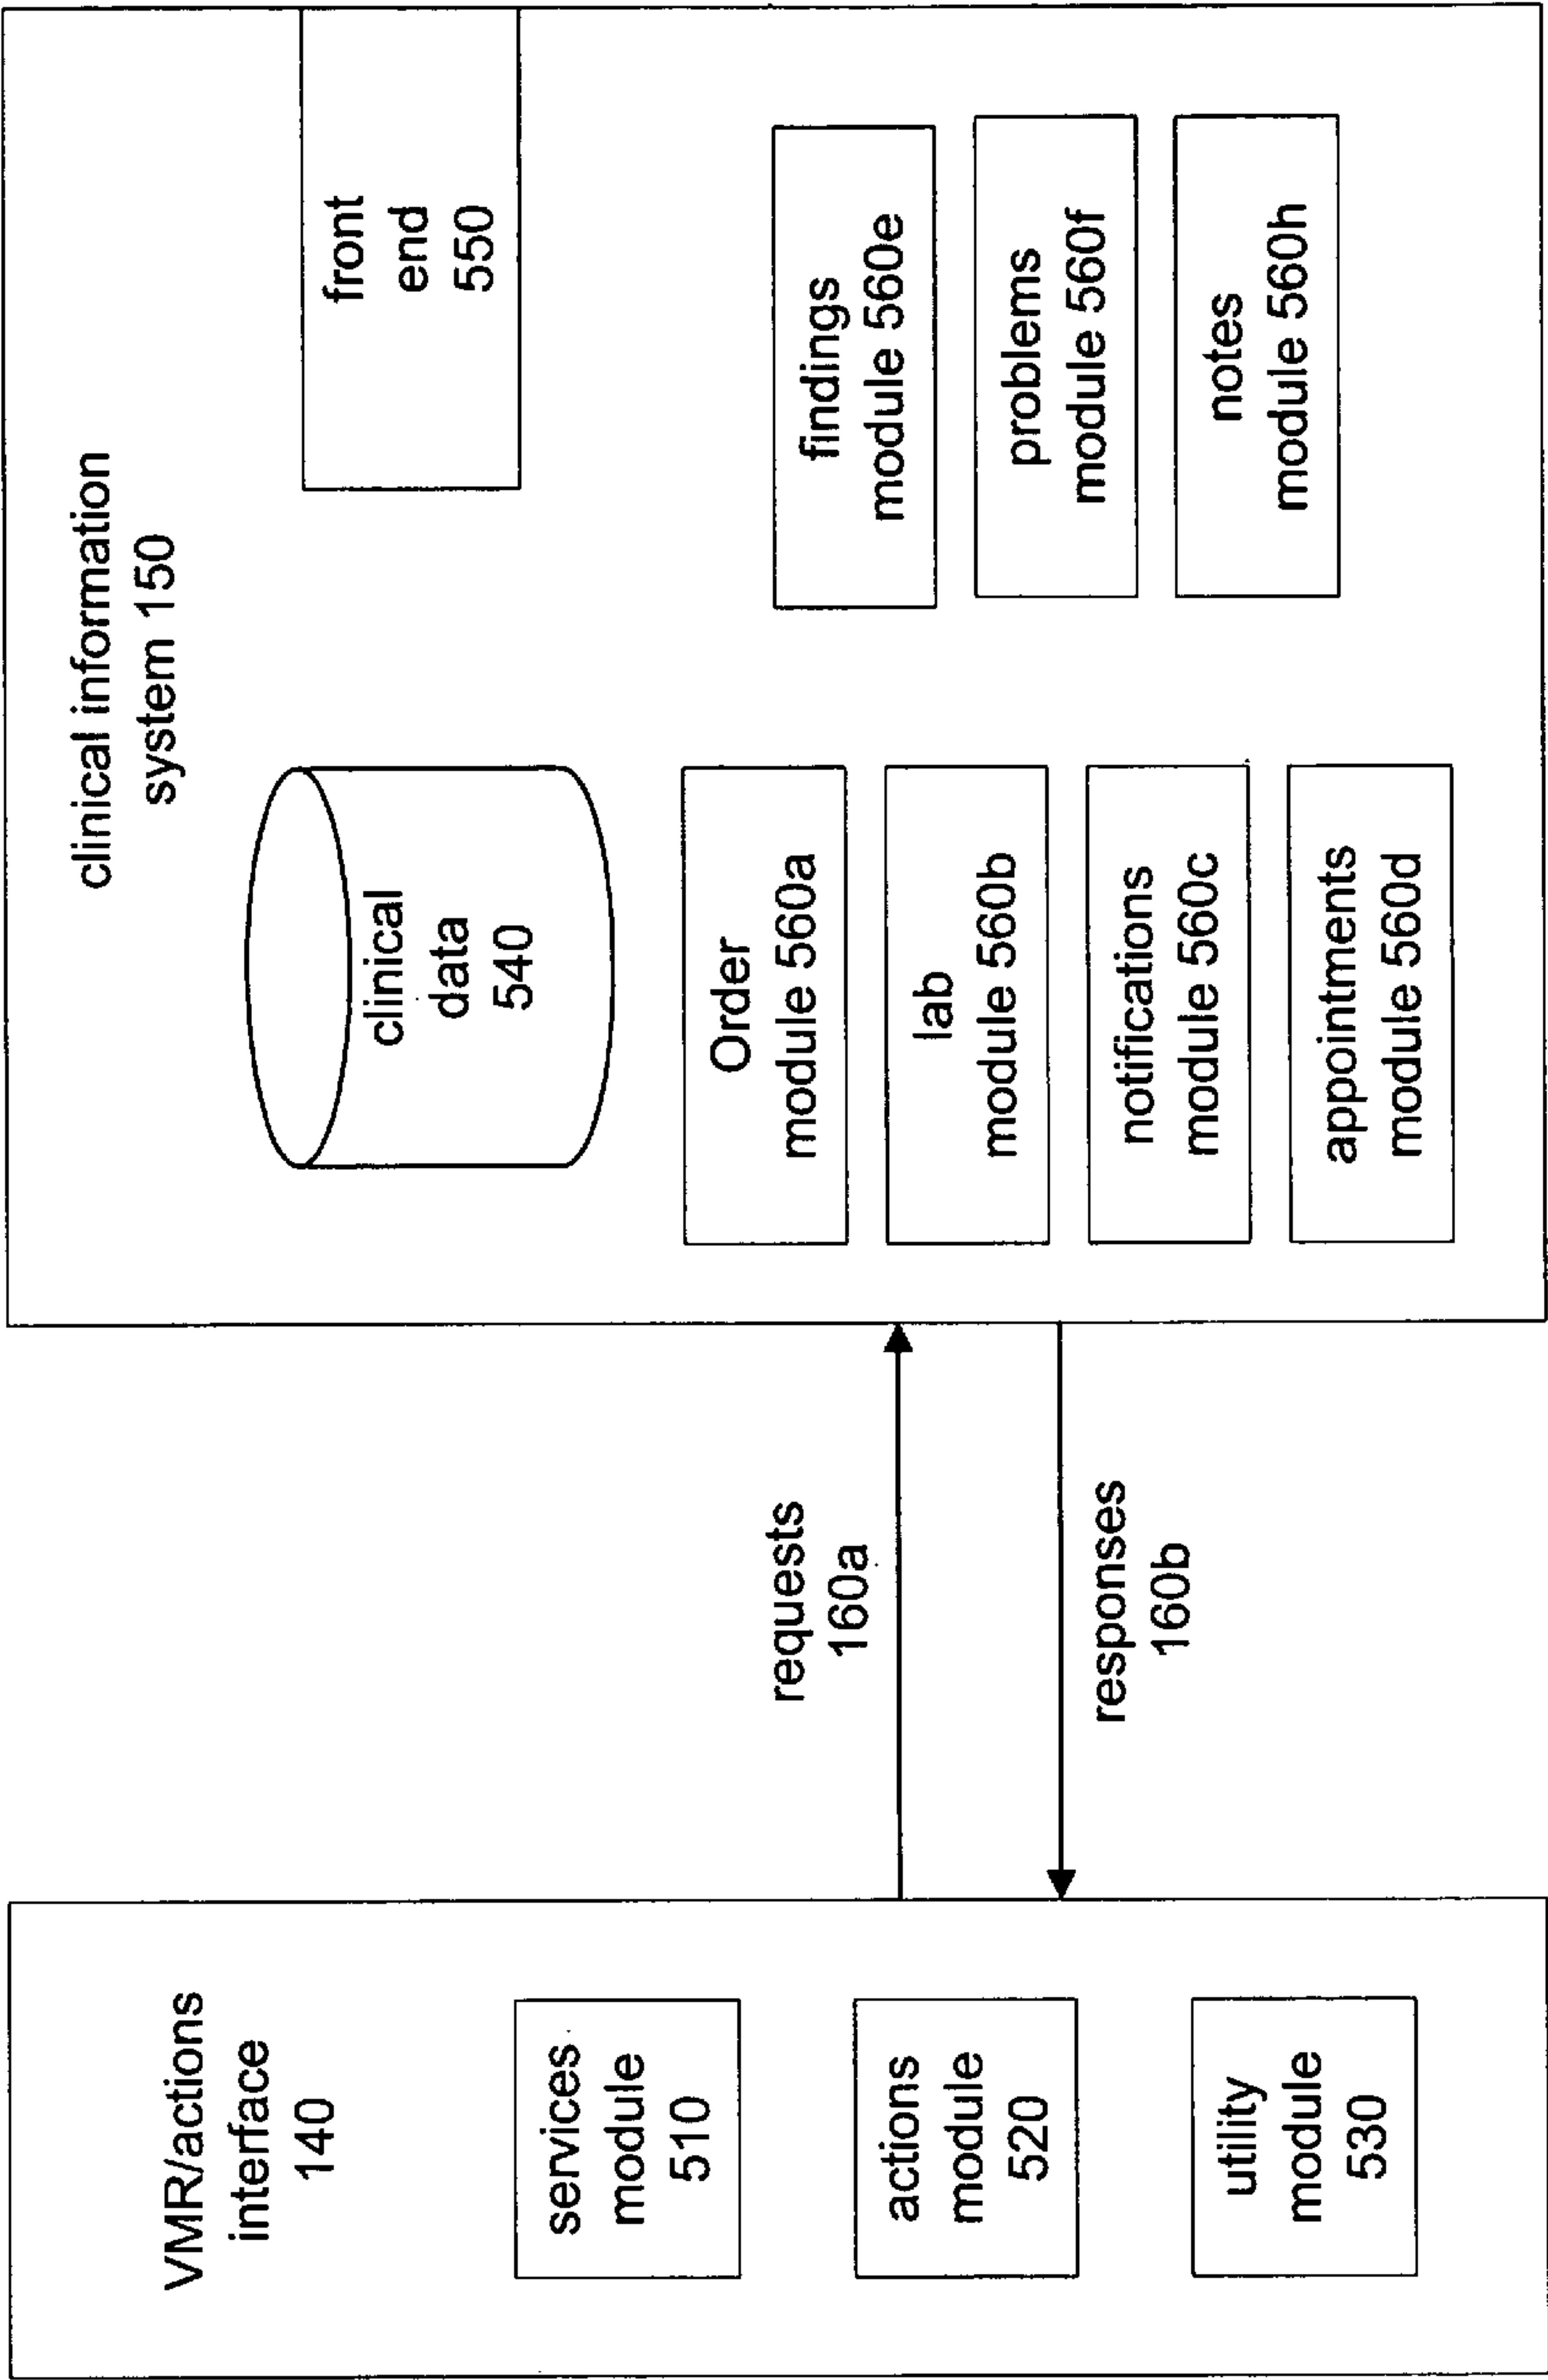 VMR/actions
interface
140
services
module
510
actions
module
520
utility
module
530
requests
160a
responses
160b
clinical information
system 150
clinical
data
540
front
end
550
Order
module 560a
lab
module 560b
notifications
module 560c
appointments
module 560d
findings
module 560e
problems
module 560f
notes
module 560h